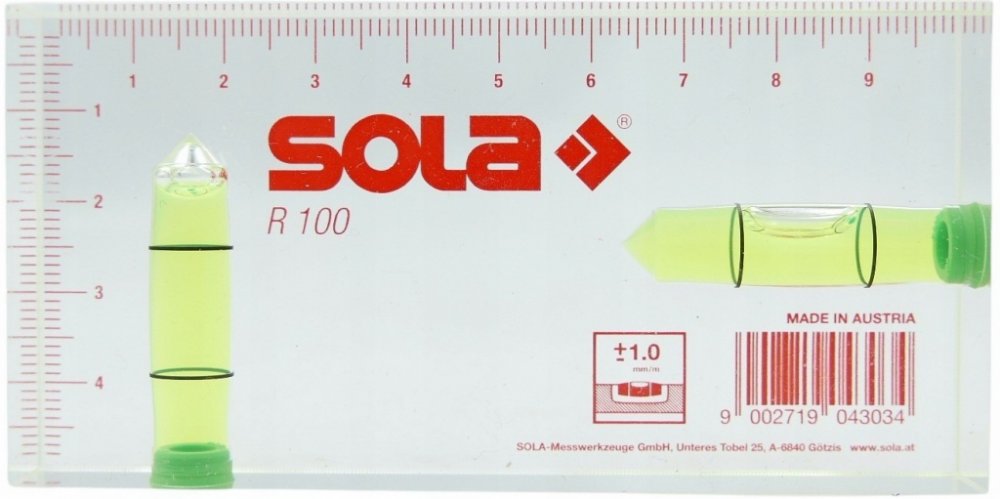 1 2 3 4 5 6 7 8 9
1
SOLA ®
2
R 100
3
MADE IN AUSTRIA
±1.0
mm/m
4
9 002719 043034
SOLA-Messwerkzeuge GmbH, Unteres Tobel 25, A-6840 Götzis www.sola.at